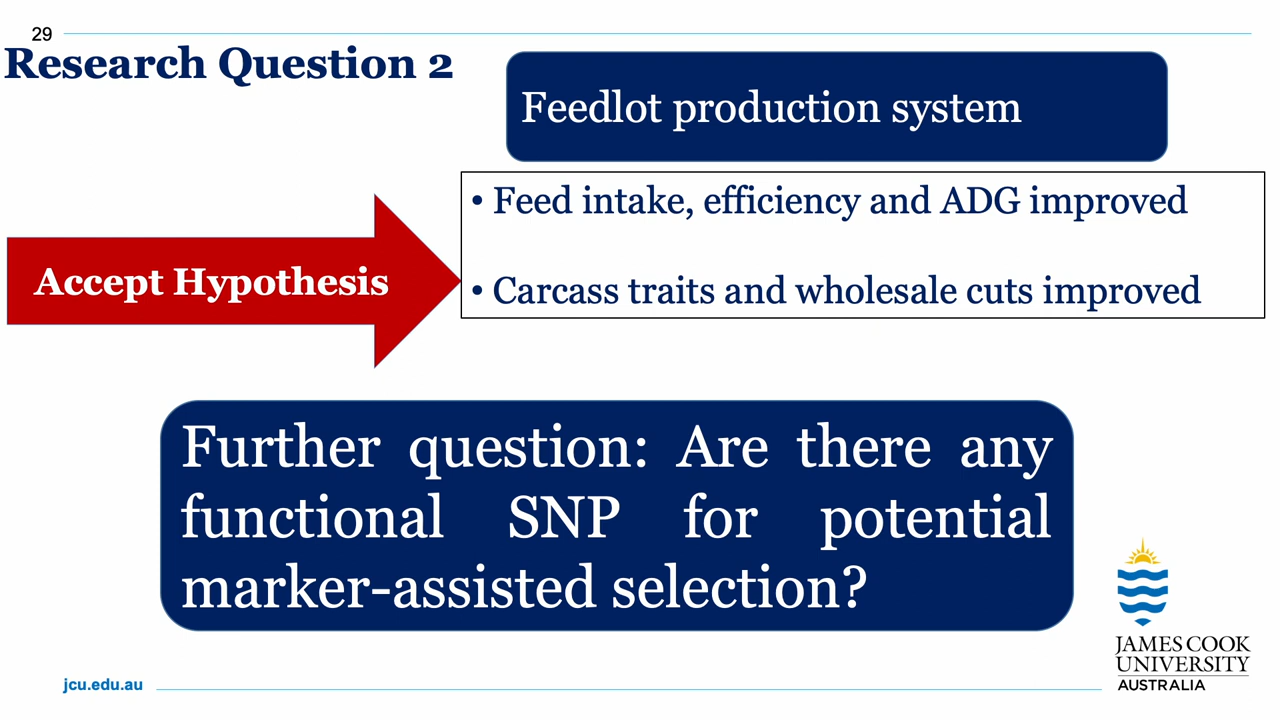 29
Research Question 2
Feedlot production system
• Feed intake, efficiency and ADG improved
Accept Hypothesis
• Carcass traits and wholesale cuts improved
Further question: Are there any
functional SNP for potential
marker-assisted selection?
JAMES COOK
UNIVERSITY
AUSTRALIA
jcu.edu.au